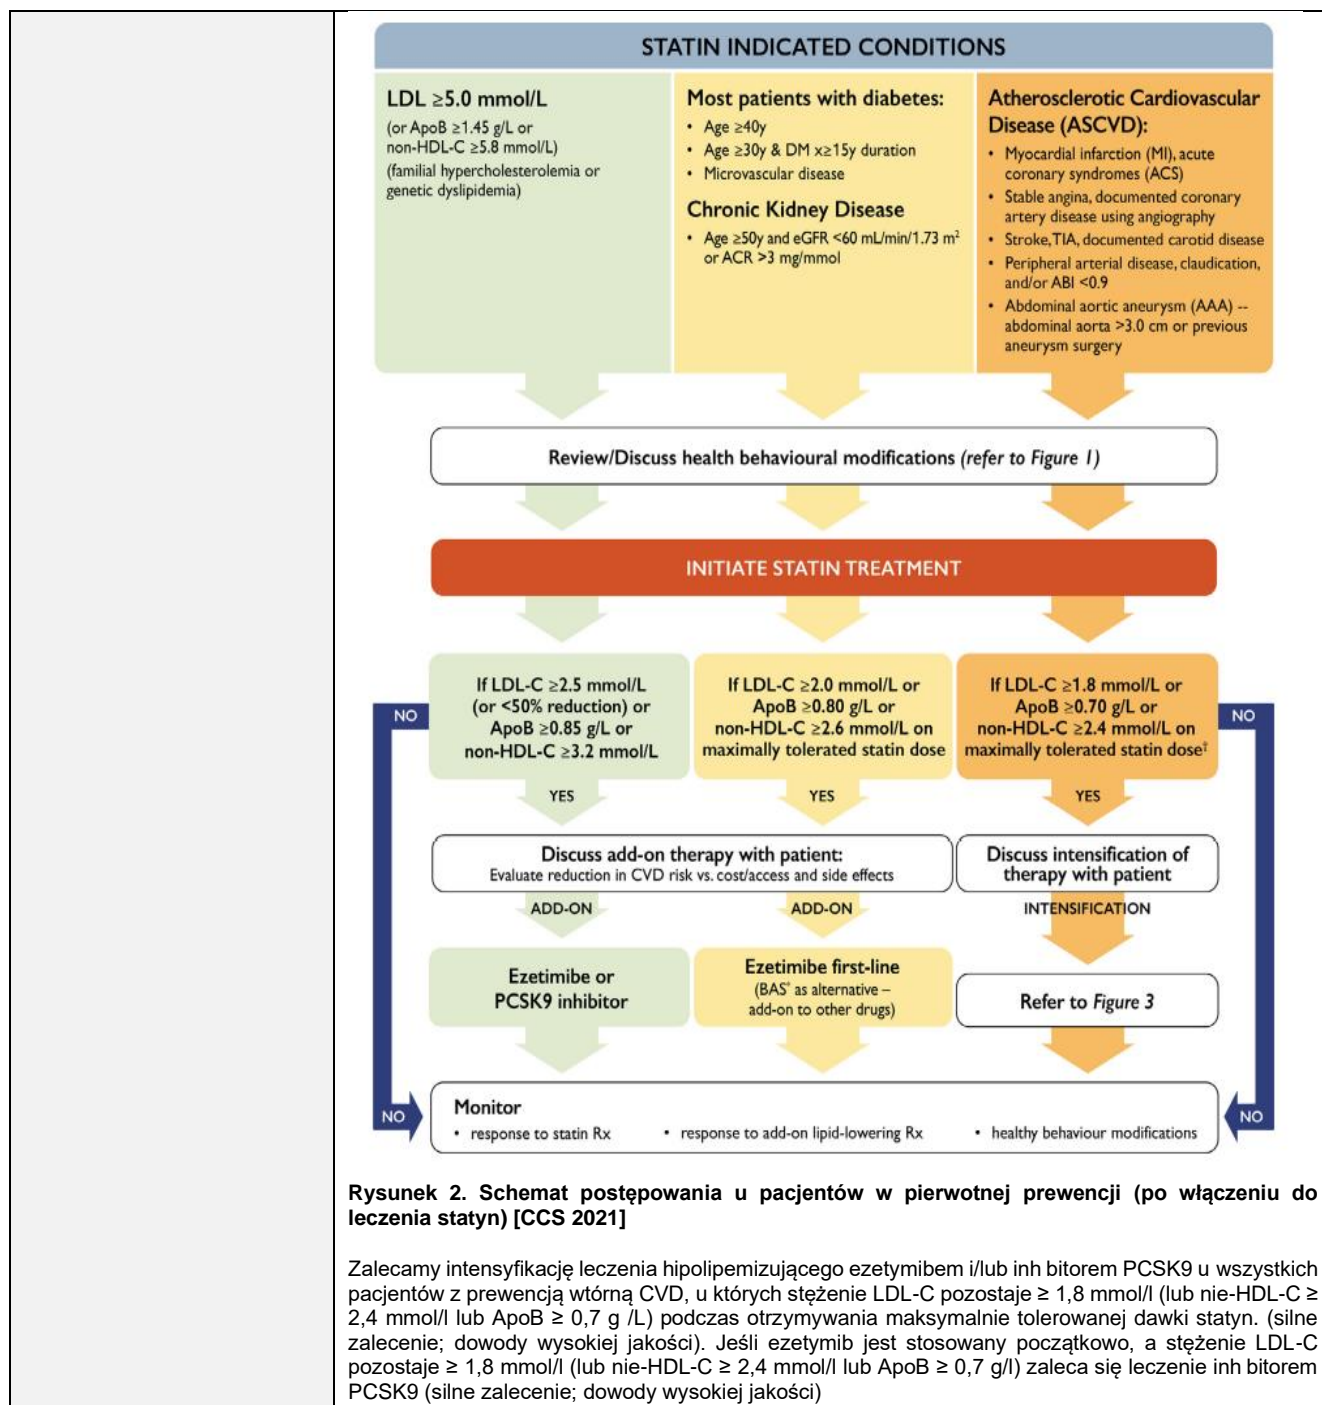 STATIN INDICATED CONDITIONS
LDL ≥5.0 mmol/L
(or ApoB ≥1.45 g/L or
non-HDL-C ≥5.8 mmol/L)
(familial hypercholesterolemia or
genetic dyslipidemia)
Most patients with diabetes:
• Age ≥40y
• Age ≥30y & DM x≥15y duration
• Microvascular disease
Chronic Kidney Disease
• Age ≥50y and eGFR <60 mL/min/1.73 m²
or ACR >3 mg/mmol
Atherosclerotic Cardiovascular
Disease (ASCVD):
• Myocardial infarction (MI), acute
coronary syndromes (ACS)
• Stable angina, documented coronary
artery disease using angiography
• Stroke, TIA, documented carotid disease
• Peripheral arterial disease, claudication,
and/or ABI <0.9
• Abdominal aortic aneurysm (AAA) --
abdominal aorta >3.0 cm or previous
aneurysm surgery
Review/Discuss health behavioural modifications (refer to Figure 1)
INITIATE STATIN TREATMENT
NO
If LDL-C ≥2.5 mmol/L
(or <50% reduction) or
ApoB ≥0.85 g/L or
non-HDL-C ≥3.2 mmol/L
If LDL-C ≥2.0 mmol/L or
ApoB ≥0.80 g/L or
non-HDL-C ≥2.6 mmol/L on
maximally tolerated statin dose
If LDL-C ≥1.8 mmol/L or
ApoB ≥0.70 g/L or
non-HDL-C ≥2.4 mmol/L on
maximally tolerated statin dose†
NO
YES
YES
YES
Discuss add-on therapy with patient:
Evaluate reduction in CVD risk vs. cost/access and side effects
Discuss intensification of
therapy with patient
ADD-ON
ADD-ON
INTENSIFICATION
Ezetimibe or
PCSK9 inhibitor
Ezetimibe first-line
(BAS* as alternative –
add-on to other drugs)
Refer to Figure 3
NO
Monitor
• response to statin Rx
• response to add-on lipid-lowering Rx
• healthy behaviour modifications
NO
Rysunek 2. Schemat postępowania u pacjentów w pierwotnej prewencji (po włączeniu do
leczenia statyn) [CCS 2021]
Zalecamy intensyfikację leczenia hipolipemizującego ezetymibem i/lub inh bitorem PCSK9 u wszystkich
pacjentów z prewencją wtórną CVD, u których stężenie LDL-C pozostaje ≥ 1,8 mmol/l (lub nie-HDL-C ≥
2,4 mmol/l lub ApoB ≥ 0,7 g /L) podczas otrzymywania maksymalnie tolerowanej dawki statyn. (silne
zalecenie; dowody wysokiej jakości). Jeśli ezetymib jest stosowany początkowo, a stężenie LDL-C
pozostaje ≥ 1,8 mmol/l (lub nie-HDL-C ≥ 2,4 mmol/l lub ApoB ≥ 0,7 g/l) zaleca się leczenie inh bitorem
PCSK9 (silne zalecenie; dowody wysokiej jakości)